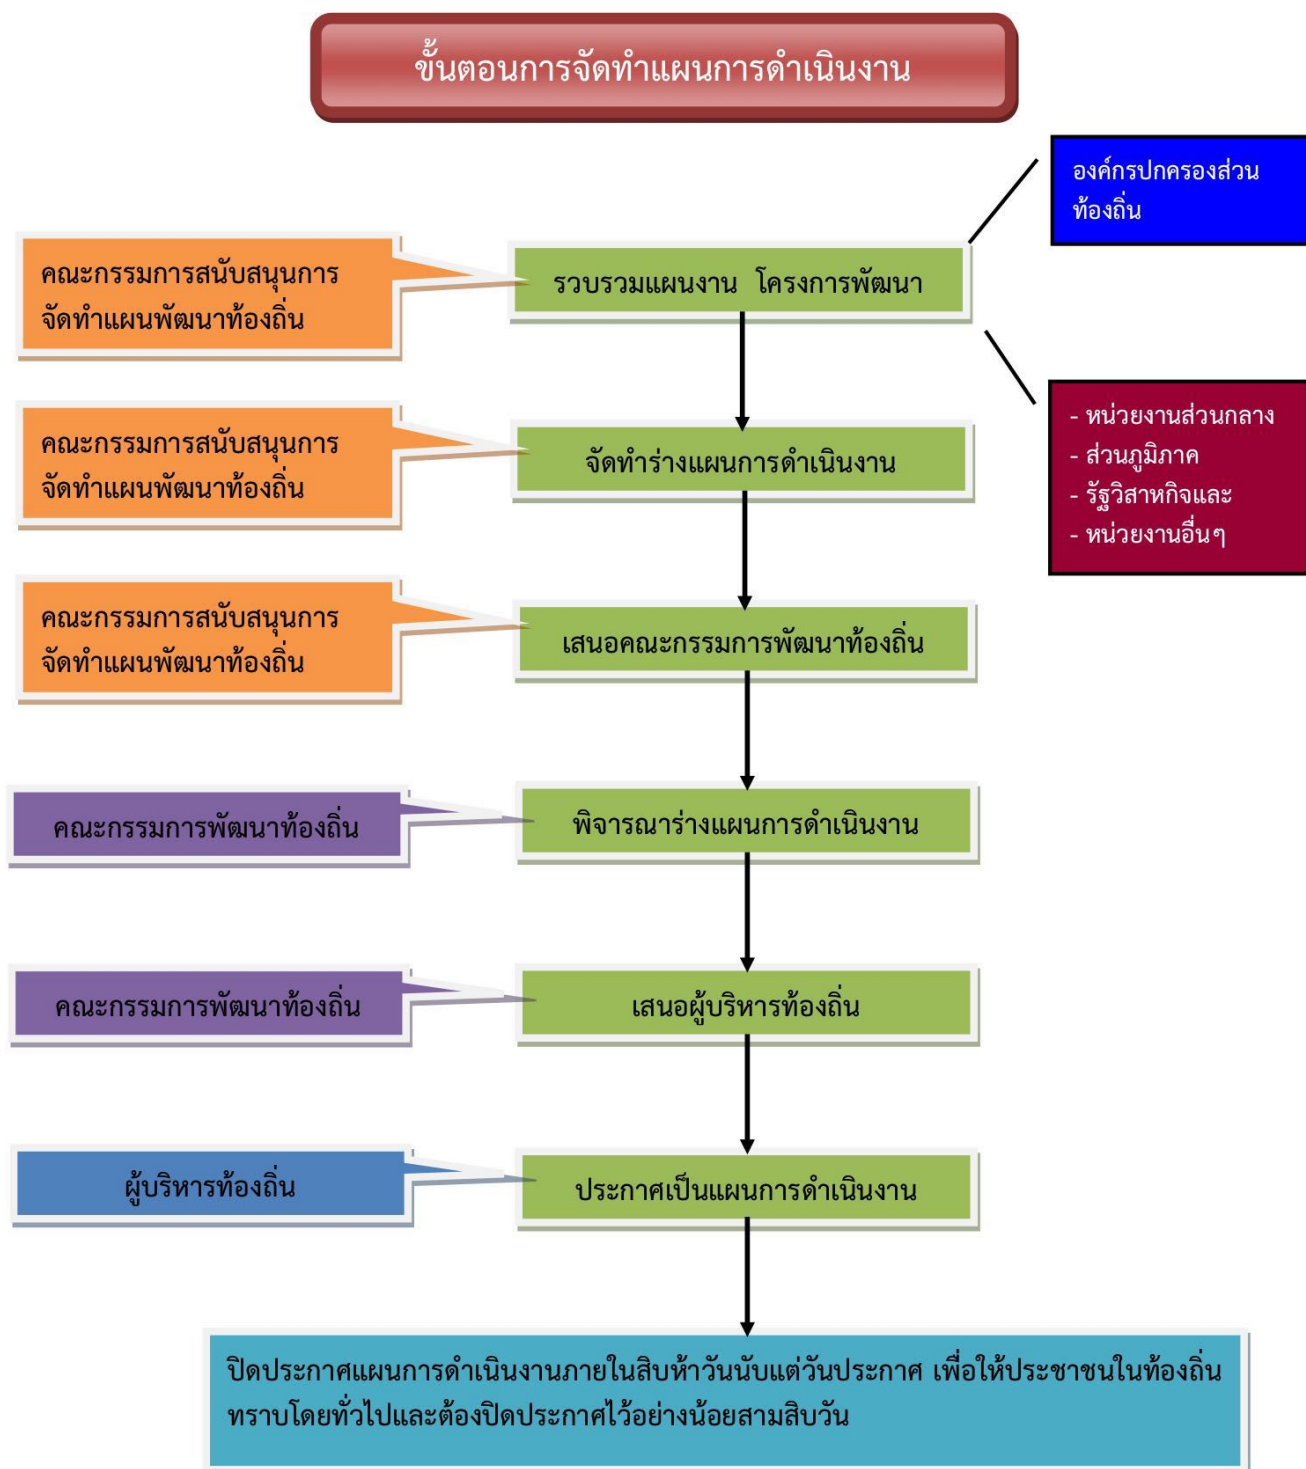 ขั้นตอนการจัดทำแผนการดำเนินงาน
องค์กรปกครองส่วน
ท้องถิ่น
คณะกรรมการสนับสนุนการ
จัดทำแผนพัฒนาท้องถิ่น
รวบรวมแผนงาน โครงการพัฒนา
- หน่วยงานส่วนกลาง
- ส่วนภูมิภาค
- รัฐวิสาหกิจและ
- หน่วยงานอื่นๆ
คณะกรรมการสนับสนุนการ
จัดทำแผนพัฒนาท้องถิ่น
จัดทำร่างแผนการดำเนินงาน
คณะกรรมการสนับสนุนการ
จัดทำแผนพัฒนาท้องถิ่น
เสนอคณะกรรมการพัฒนาท้องถิ่น
คณะกรรมการพัฒนาท้องถิ่น
พิจารณาร่างแผนการดำเนินงาน
คณะกรรมการพัฒนาท้องถิ่น
เสนอผู้บริหารท้องถิ่น
ผู้บริหารท้องถิ่น
ประกาศเป็นแผนการดำเนินงาน
ปิดประกาศแผนการดำเนินงานภายในสิบห้าวันนับแต่วันประกาศ เพื่อให้ประชาชนในท้องถิ่น
ทราบโดยทั่วไปและต้องปิดประกาศไว้อย่างน้อยสามสิบวัน